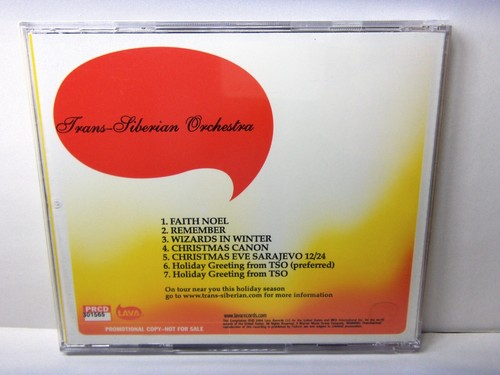 Trans-Siberian Orchestra
1. FAITH NOEL
2. REMEMBER
3. WIZARDS IN WINTER
4. CHRISTMAS CANON
5. CHRISTMAS EVE SARAJEVO 12/24
6. Holiday Greeting from TSO (preferred)
7. Holiday Greeting from TSO
On tour near you this holiday season
go to www.trans-siberian.com for more information
PRCD
LAVA
www.lavarecords.com
PROMOTIONAL COPY-NOT FOR SALE